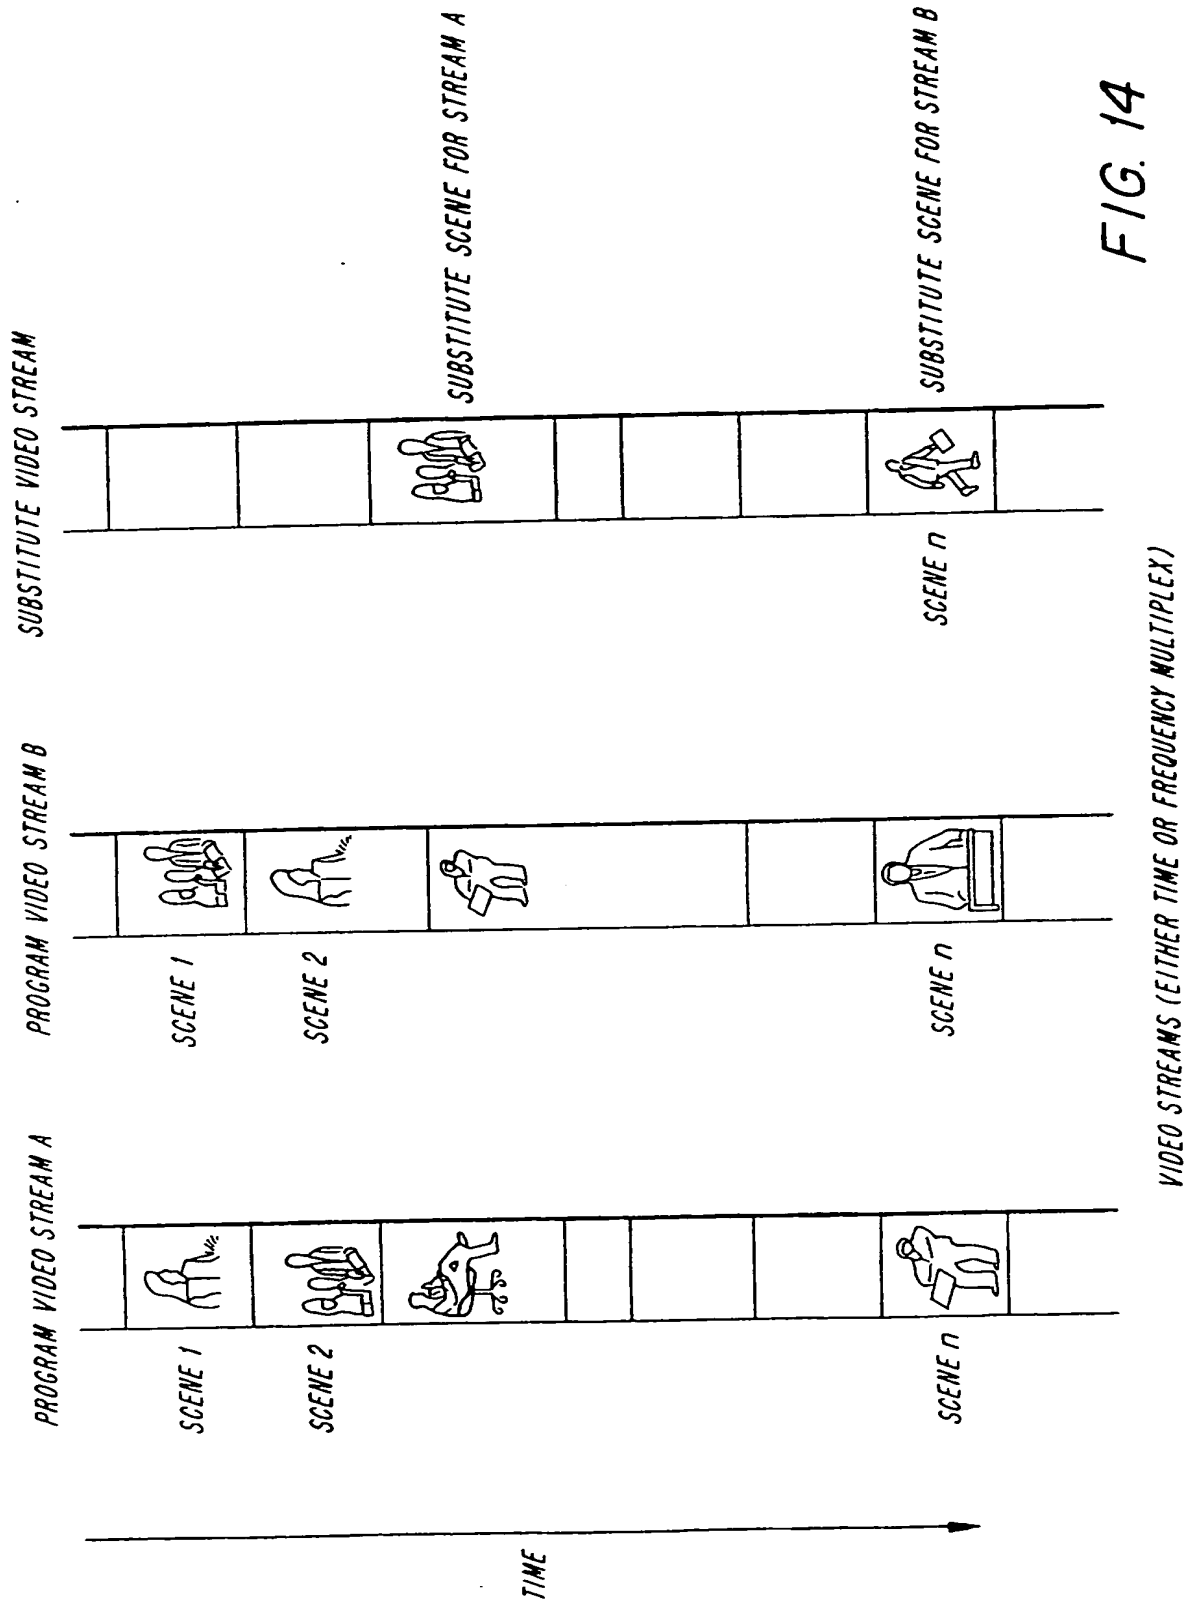 PROGRAM VIDEO STREAM A
PROGRAM VIDEO STREAM B
SUBSTITUTE VIDEO STREAM
SCENE 1
SCENE 1
SCENE 2
SCENE 2
SUBSTITUTE SCENE FOR STREAM A
TIME
SCENE n
SCENE n
SCENE n
SUBSTITUTE SCENE FOR STREAM B
VIDEO STREAMS (EITHER TIME OR FREQUENCY MULTIPLEX)
FIG. 14